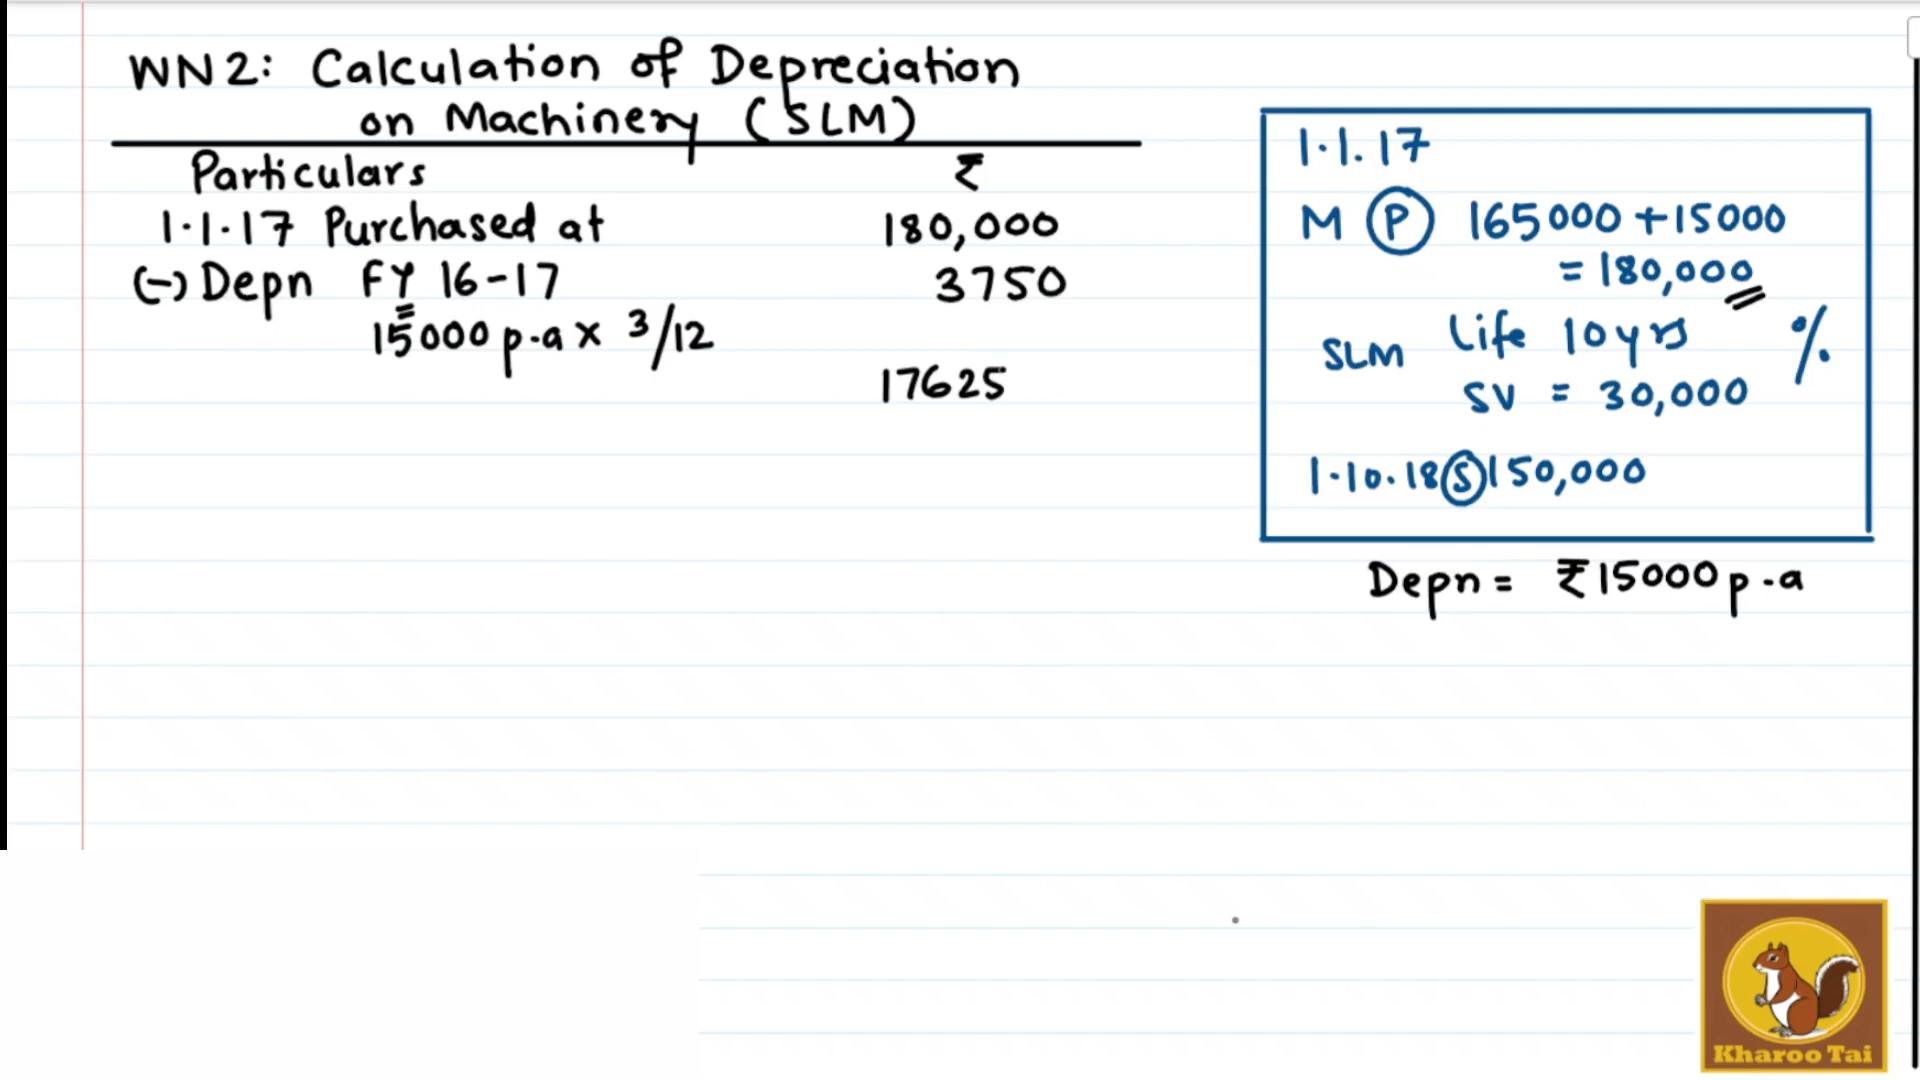 WN2: Calculation of Depreciation
on Machinery (SLM)
Particulars ₹
1.1.17 Purchased at 180,000
(-) Depn FY 16-17 3750
15000 p.a x 3/12
17625
1.1.17
M P 165000 + 15000
= 180,000
SLM Life 10 yrs %
SV = 30,000
1.10.18 S 150,000
Depn = ₹15000 p.a
Kharoo Tai